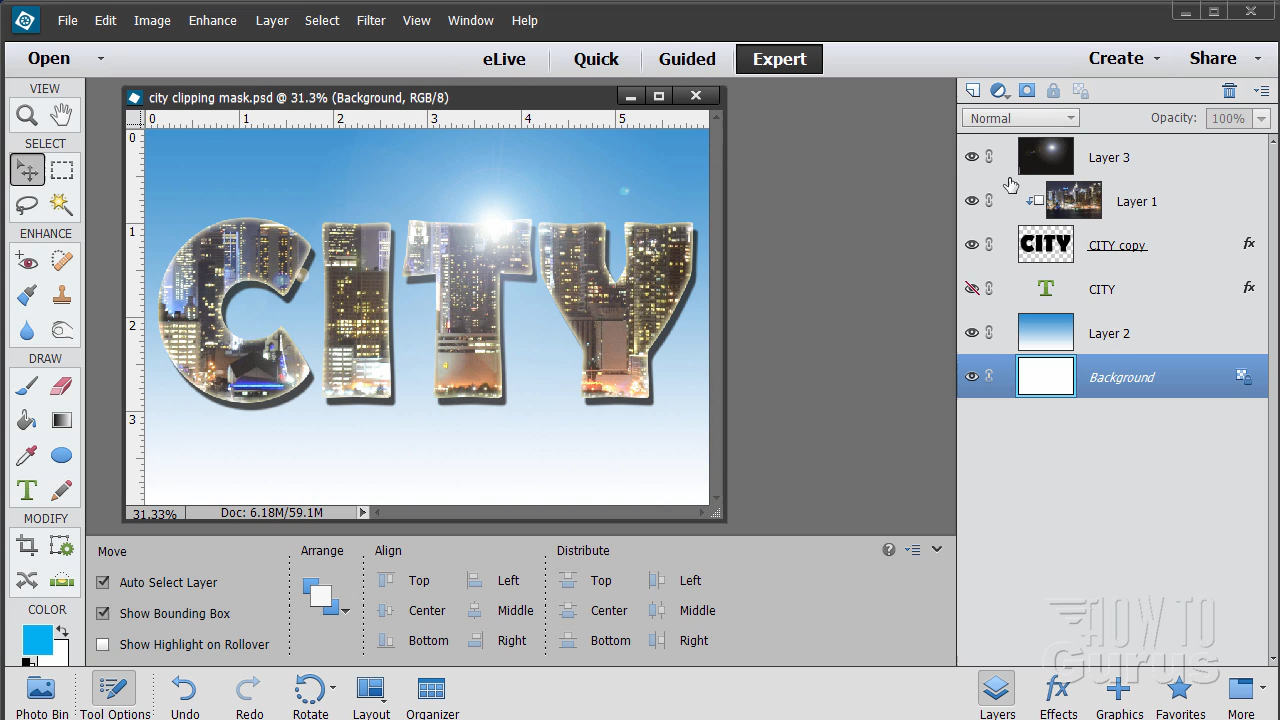 File Edit Image Enhance Layer Select Filter View Window Help
Open eLive Quick Guided Expert Create Share
VIEW
SELECT
ENHANCE
DRAW
MODIFY
COLOR
city clipping mask.psd @ 31.3% (Background, RGB/8)
0 1 2 3 4 5
0
1
2
3
CITY
31.33% Doc: 6.18M/59.1M
Normal Opacity: 100%
Layer 3
Layer 1
CITY CITY copy fx
T CITY fx
Layer 2
Background
Move Arrange Align Distribute
Auto Select Layer Top Left Top Left
Show Bounding Box Center Middle Center Middle
Show Highlight on Rollover Bottom Right Bottom Right
HOW TO
Gurus
Photo Bin Tool Options Undo Redo Rotate Layout Organizer Layers Effects Graphics Favorites More